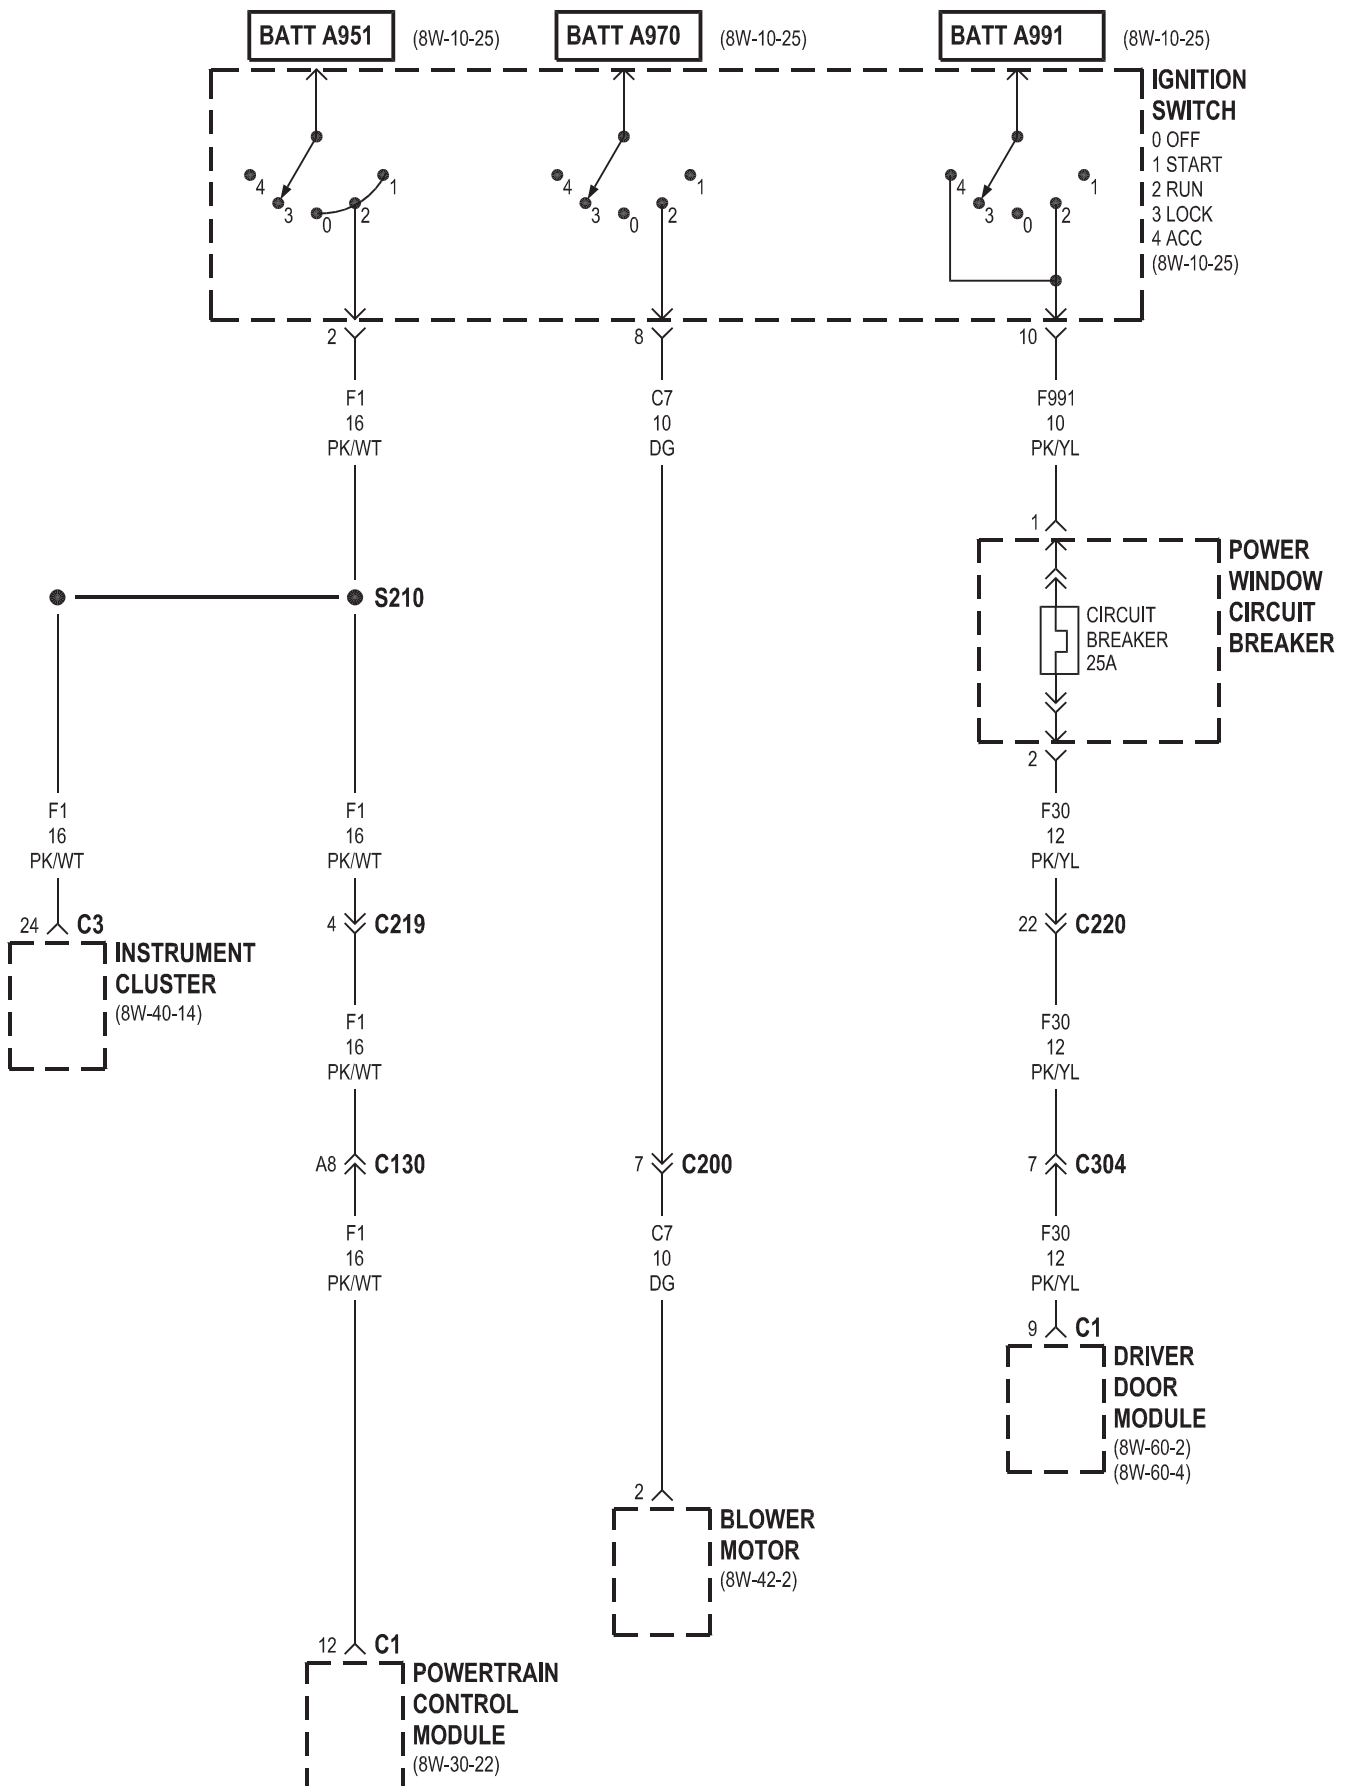 BATT A951 (8W-10-25)
BATT A970 (8W-10-25)
BATT A991 (8W-10-25)
IGNITION
SWITCH
0 OFF
1 START
2 RUN
3 LOCK
4 ACC
(8W-10-25)
4
3
0
2
1
4
3
0
2
1
4
3
0
2
1
2
8
10
F1
16
PK/WT
C7
10
DG
F991
10
PK/YL
1
POWER
WINDOW
CIRCUIT
BREAKER
CIRCUIT
BREAKER
25A
S210
2
F1
16
PK/WT
F1
16
PK/WT
F30
12
PK/YL
24 C3
INSTRUMENT
CLUSTER
(8W-40-14)
4 C219
22 C220
F1
16
PK/WT
F30
12
PK/YL
A8 C130
7 C200
7 C304
F1
16
PK/WT
C7
10
DG
F30
12
PK/YL
9 C1
DRIVER
DOOR
MODULE
(8W-60-2)
(8W-60-4)
2
BLOWER
MOTOR
(8W-42-2)
12 C1
POWERTRAIN
CONTROL
MODULE
(8W-30-22)